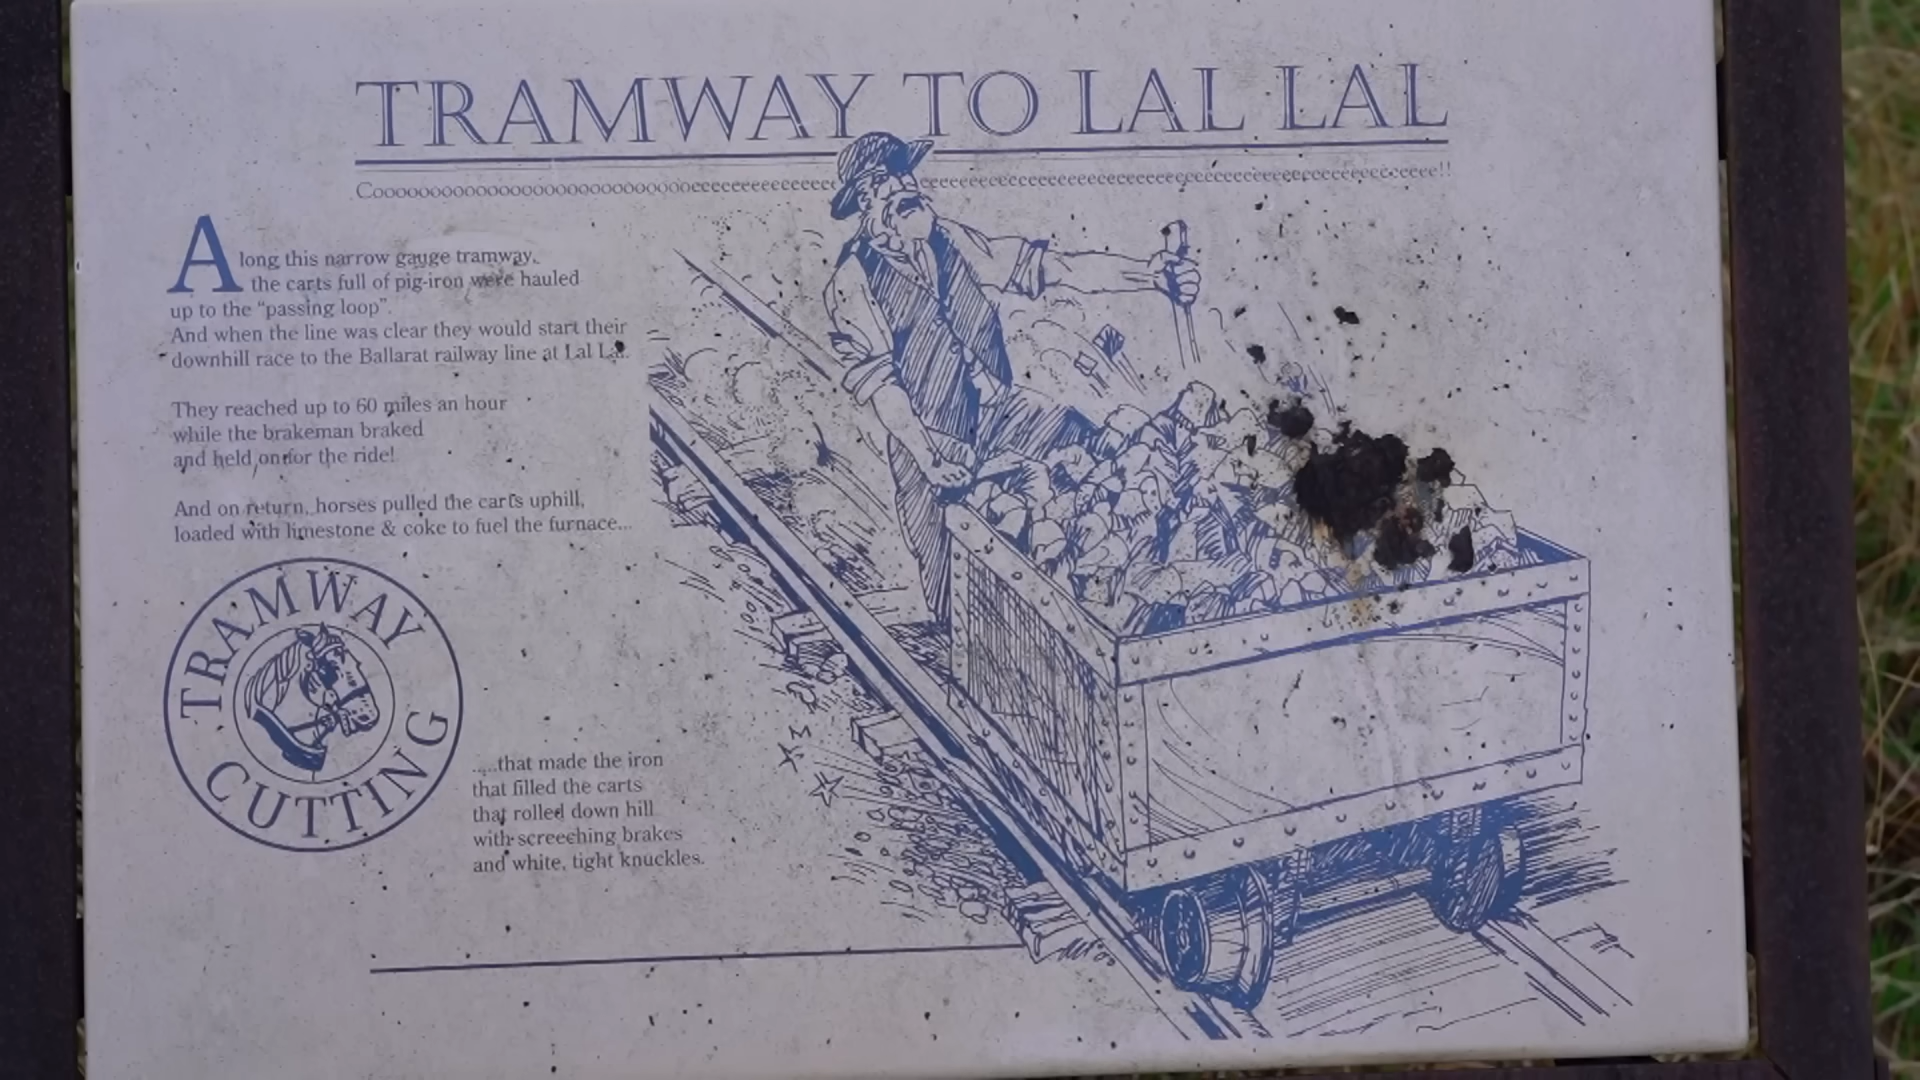 TRAMWAY TO LAL LAL
Cooooooooooooooooooooooooooooooeeeeeeeeeeeeeee eeeeeeeeeeeeeeeeeeeeeeeeeeeeeeeeeeeeeeeeeeeeeeeeeeeeee!!
Along this narrow gauge tramway,
the carts full of pig-iron were hauled
up to the “passing loop”.
And when the line was clear they would start their
downhill race to the Ballarat railway line at Lal Lal.
They reached up to 60 miles an hour
while the brakeman braked
and held on for the ride!
And on return, horses pulled the carts uphill,
loaded with limestone & coke to fuel the furnace...
TRAMWAY
CUTTING
....that made the iron
that filled the carts
that rolled down hill
with screeching brakes
and white, tight knuckles.